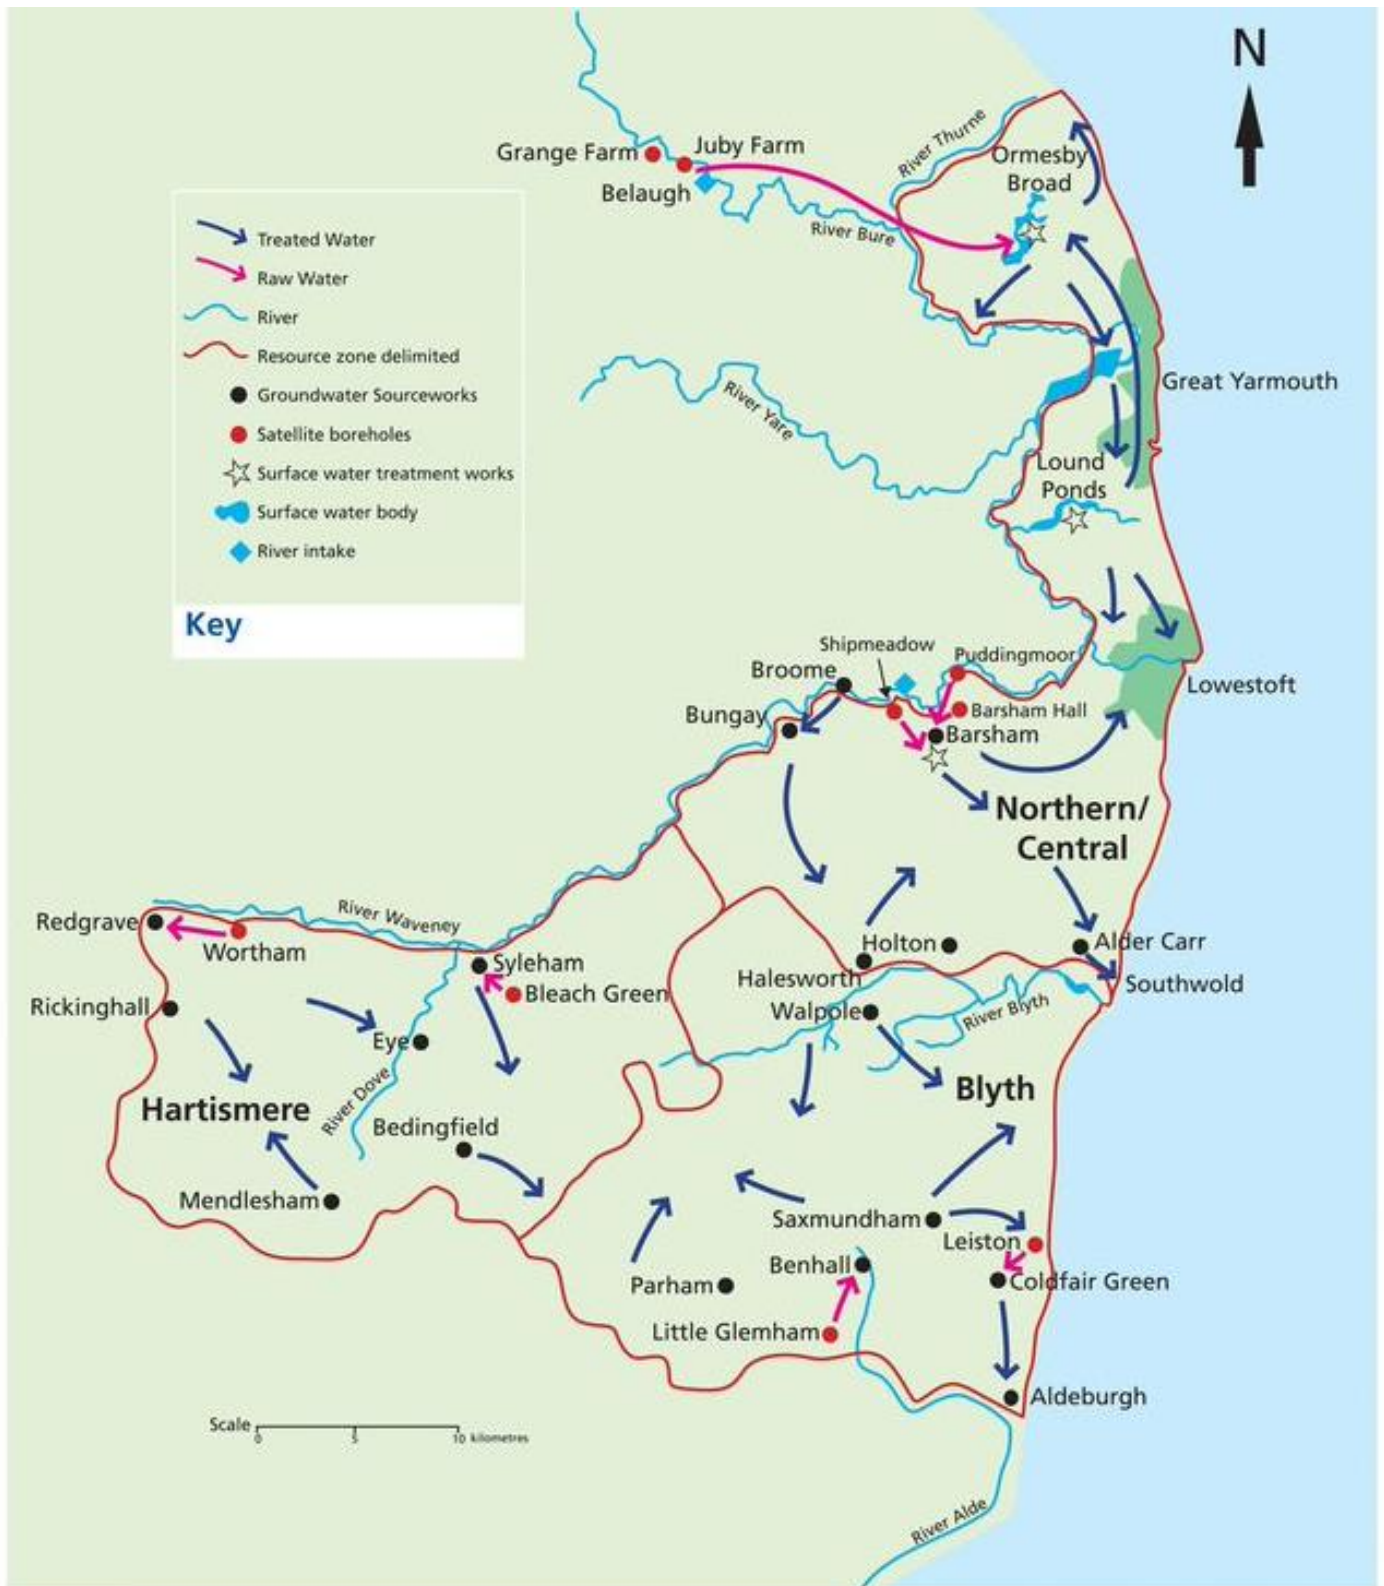 N
River Thurne
Juby Farm
Grange Farm
Ormesby
Broad
Belaugh
River Bure
Treated Water
Raw Water
River
Resource zone delimited
Groundwater Sourceworks
Satellite boreholes
Surface water treatment works
Surface water body
River intake
Key
Great Yarmouth
River Yare
Lound
Ponds
Shipmeadow
Puddingmoor
Broome
Lowestoft
Bungay
Barsham Hall
Barsham
Northern/
Central
River Waveney
Redgrave
Wortham
Holton
Alder Carr
Syleham
Halesworth
Southwold
Bleach Green
Rickinghall
Walpole
River Blyth
Eye
Blyth
River Dove
Hartismere
Bedingfield
Mendlesham
Saxmundham
Leiston
Benhall
Parham
Coldfair Green
Little Glemham
Aldeburgh
Scale
0 5 10 kilometres
River Alde